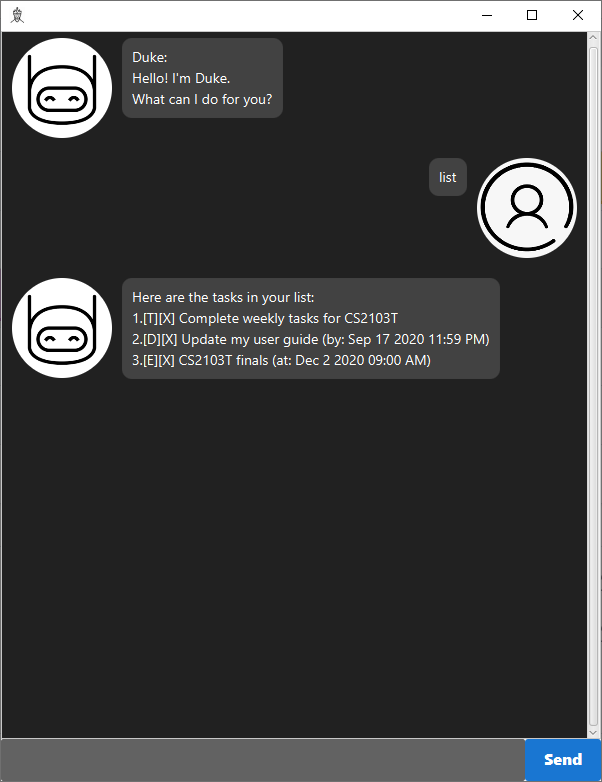 Duke:
Hello! I'm Duke.
What can I do for you?
list
Here are the tasks in your list:
1.[T][X] Complete weekly tasks for CS2103T
2.[D][X] Update my user guide (by: Sep 17 2020 11:59 PM)
3.[E][X] CS2103T finals (at: Dec 2 2020 09:00 AM)
Send